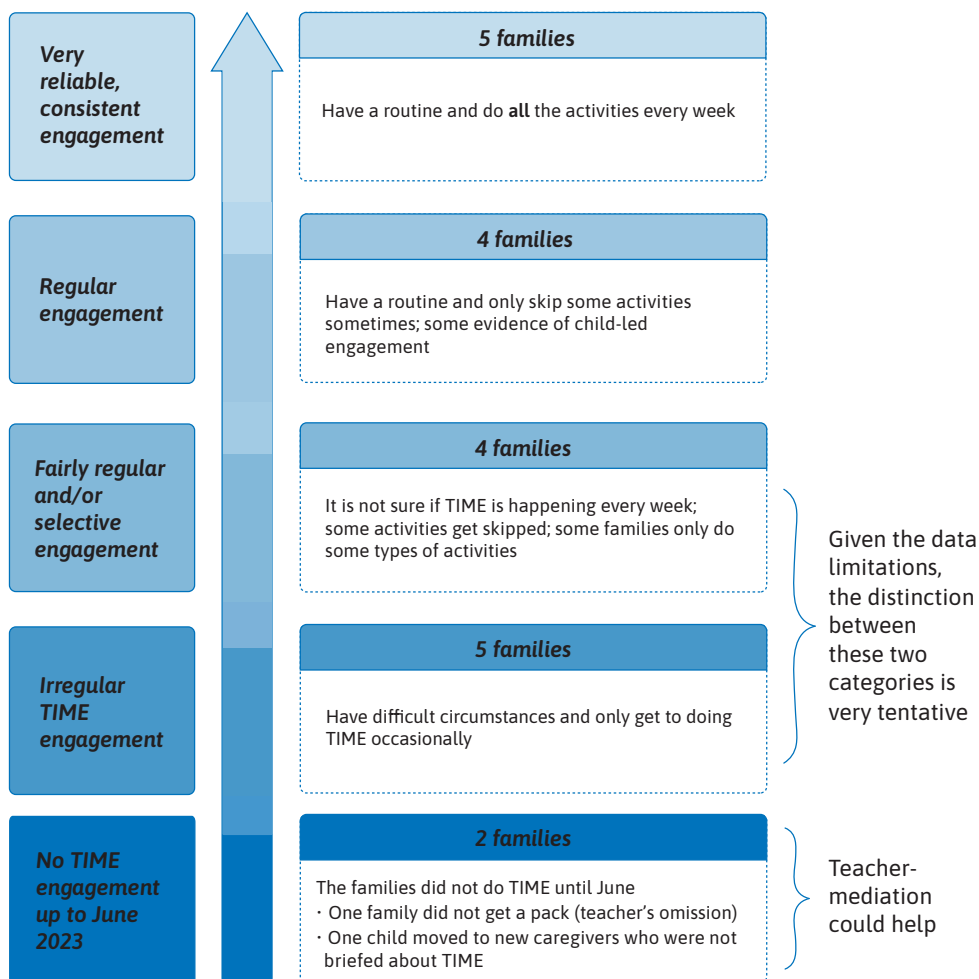 Very
reliable,
consistent
engagement
5 families
Have a routine and do all the activities every week
Regular
engagement
4 families
Have a routine and only skip some activities
sometimes; some evidence of child-led
engagement
Fairly regular
and/or
selective
engagement
4 families
It is not sure if TIME is happening every week;
some activities get skipped; some families only do
some types of activities
Irregular
TIME
engagement
5 families
Have difficult circumstances and only get to doing
TIME occasionally
Given the data
limitations,
the distinction
between
these two
categories is
very tentative
No TIME
engagement
up to June
2023
2 families
The families did not do TIME until June
· One family did not get a pack (teacher's omission)
· One child moved to new caregivers who were not
briefed about TIME
Teacher-
mediation
could help